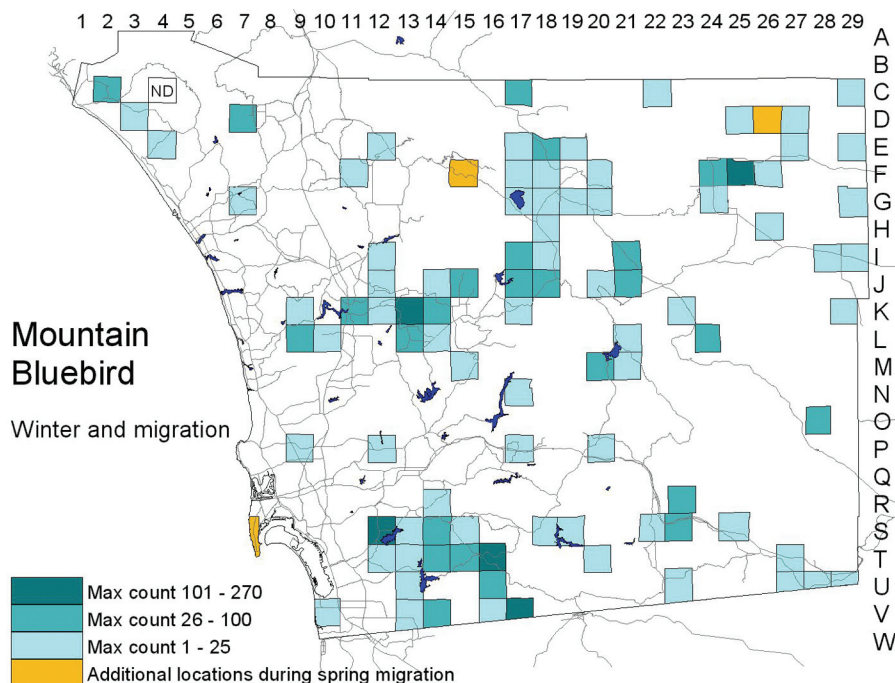 1 2 3 4 5 6 7 8 9 10 11 12 13 14 15 16 17 18 19 20 21 22 23 24 25 26 27 28 29
A
B
C
D
E
F
G
H
I
J
K
L
M
N
O
P
Q
R
S
T
U
V
W
ND
Mountain
Bluebird
Winter and migration
Max count 101 - 270
Max count 26 - 100
Max count 1 - 25
Additional locations during spring migration